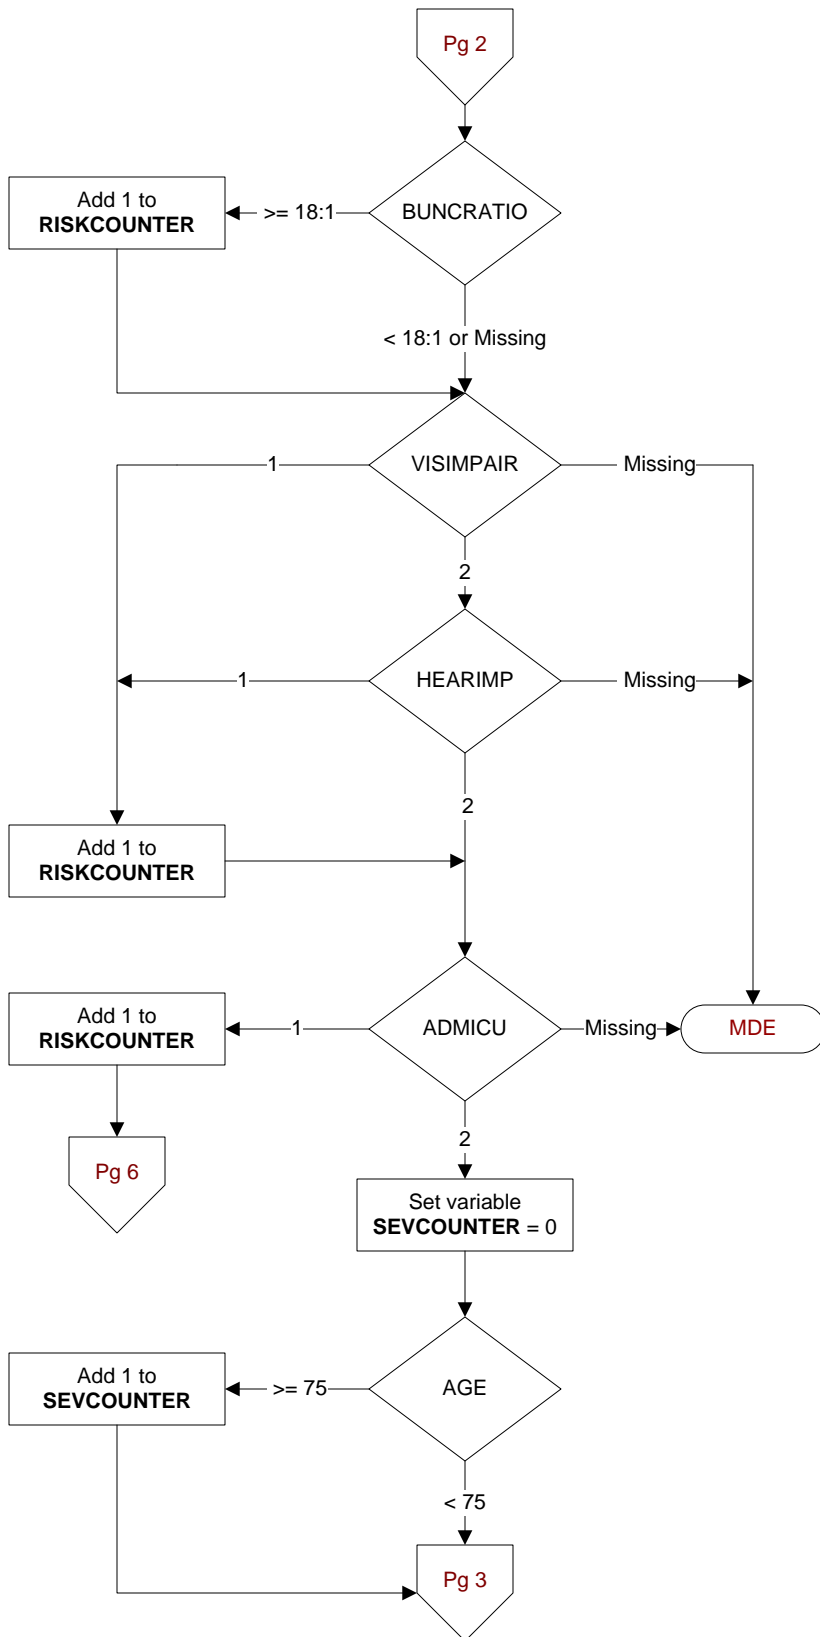 Pg 2
BUNCRATIO
>= 18:1
Add 1 to
RISKCOUNTER
< 18:1 or Missing
VISIMPAIR
1
Missing
2
HEARIMP
1
Missing
2
Add 1 to
RISKCOUNTER
ADMICU
1
Missing
MDE
Add 1 to
RISKCOUNTER
Pg 6
2
Set variable
SEVCOUNTER = 0
AGE
>= 75
Add 1 to
SEVCOUNTER
< 75
Pg 3